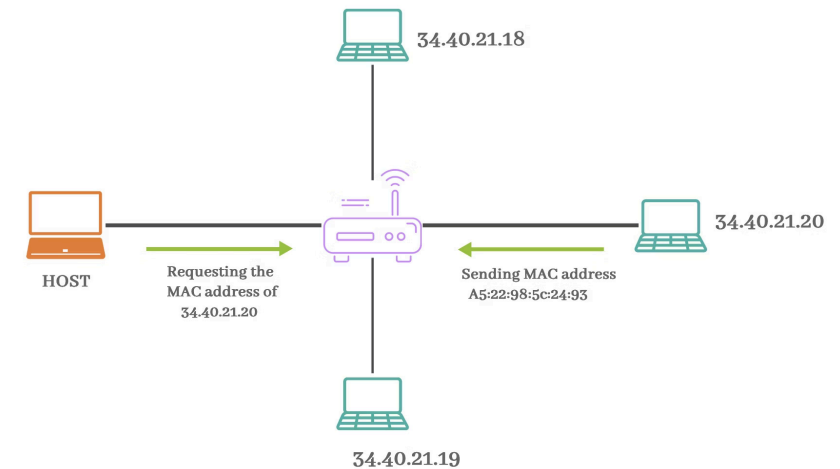 34.40.21.18
34.40.21.20
HOST
Requesting the
MAC address of
34.40.21.20
Sending MAC address
A5:22:98:5c:24:93
34.40.21.19